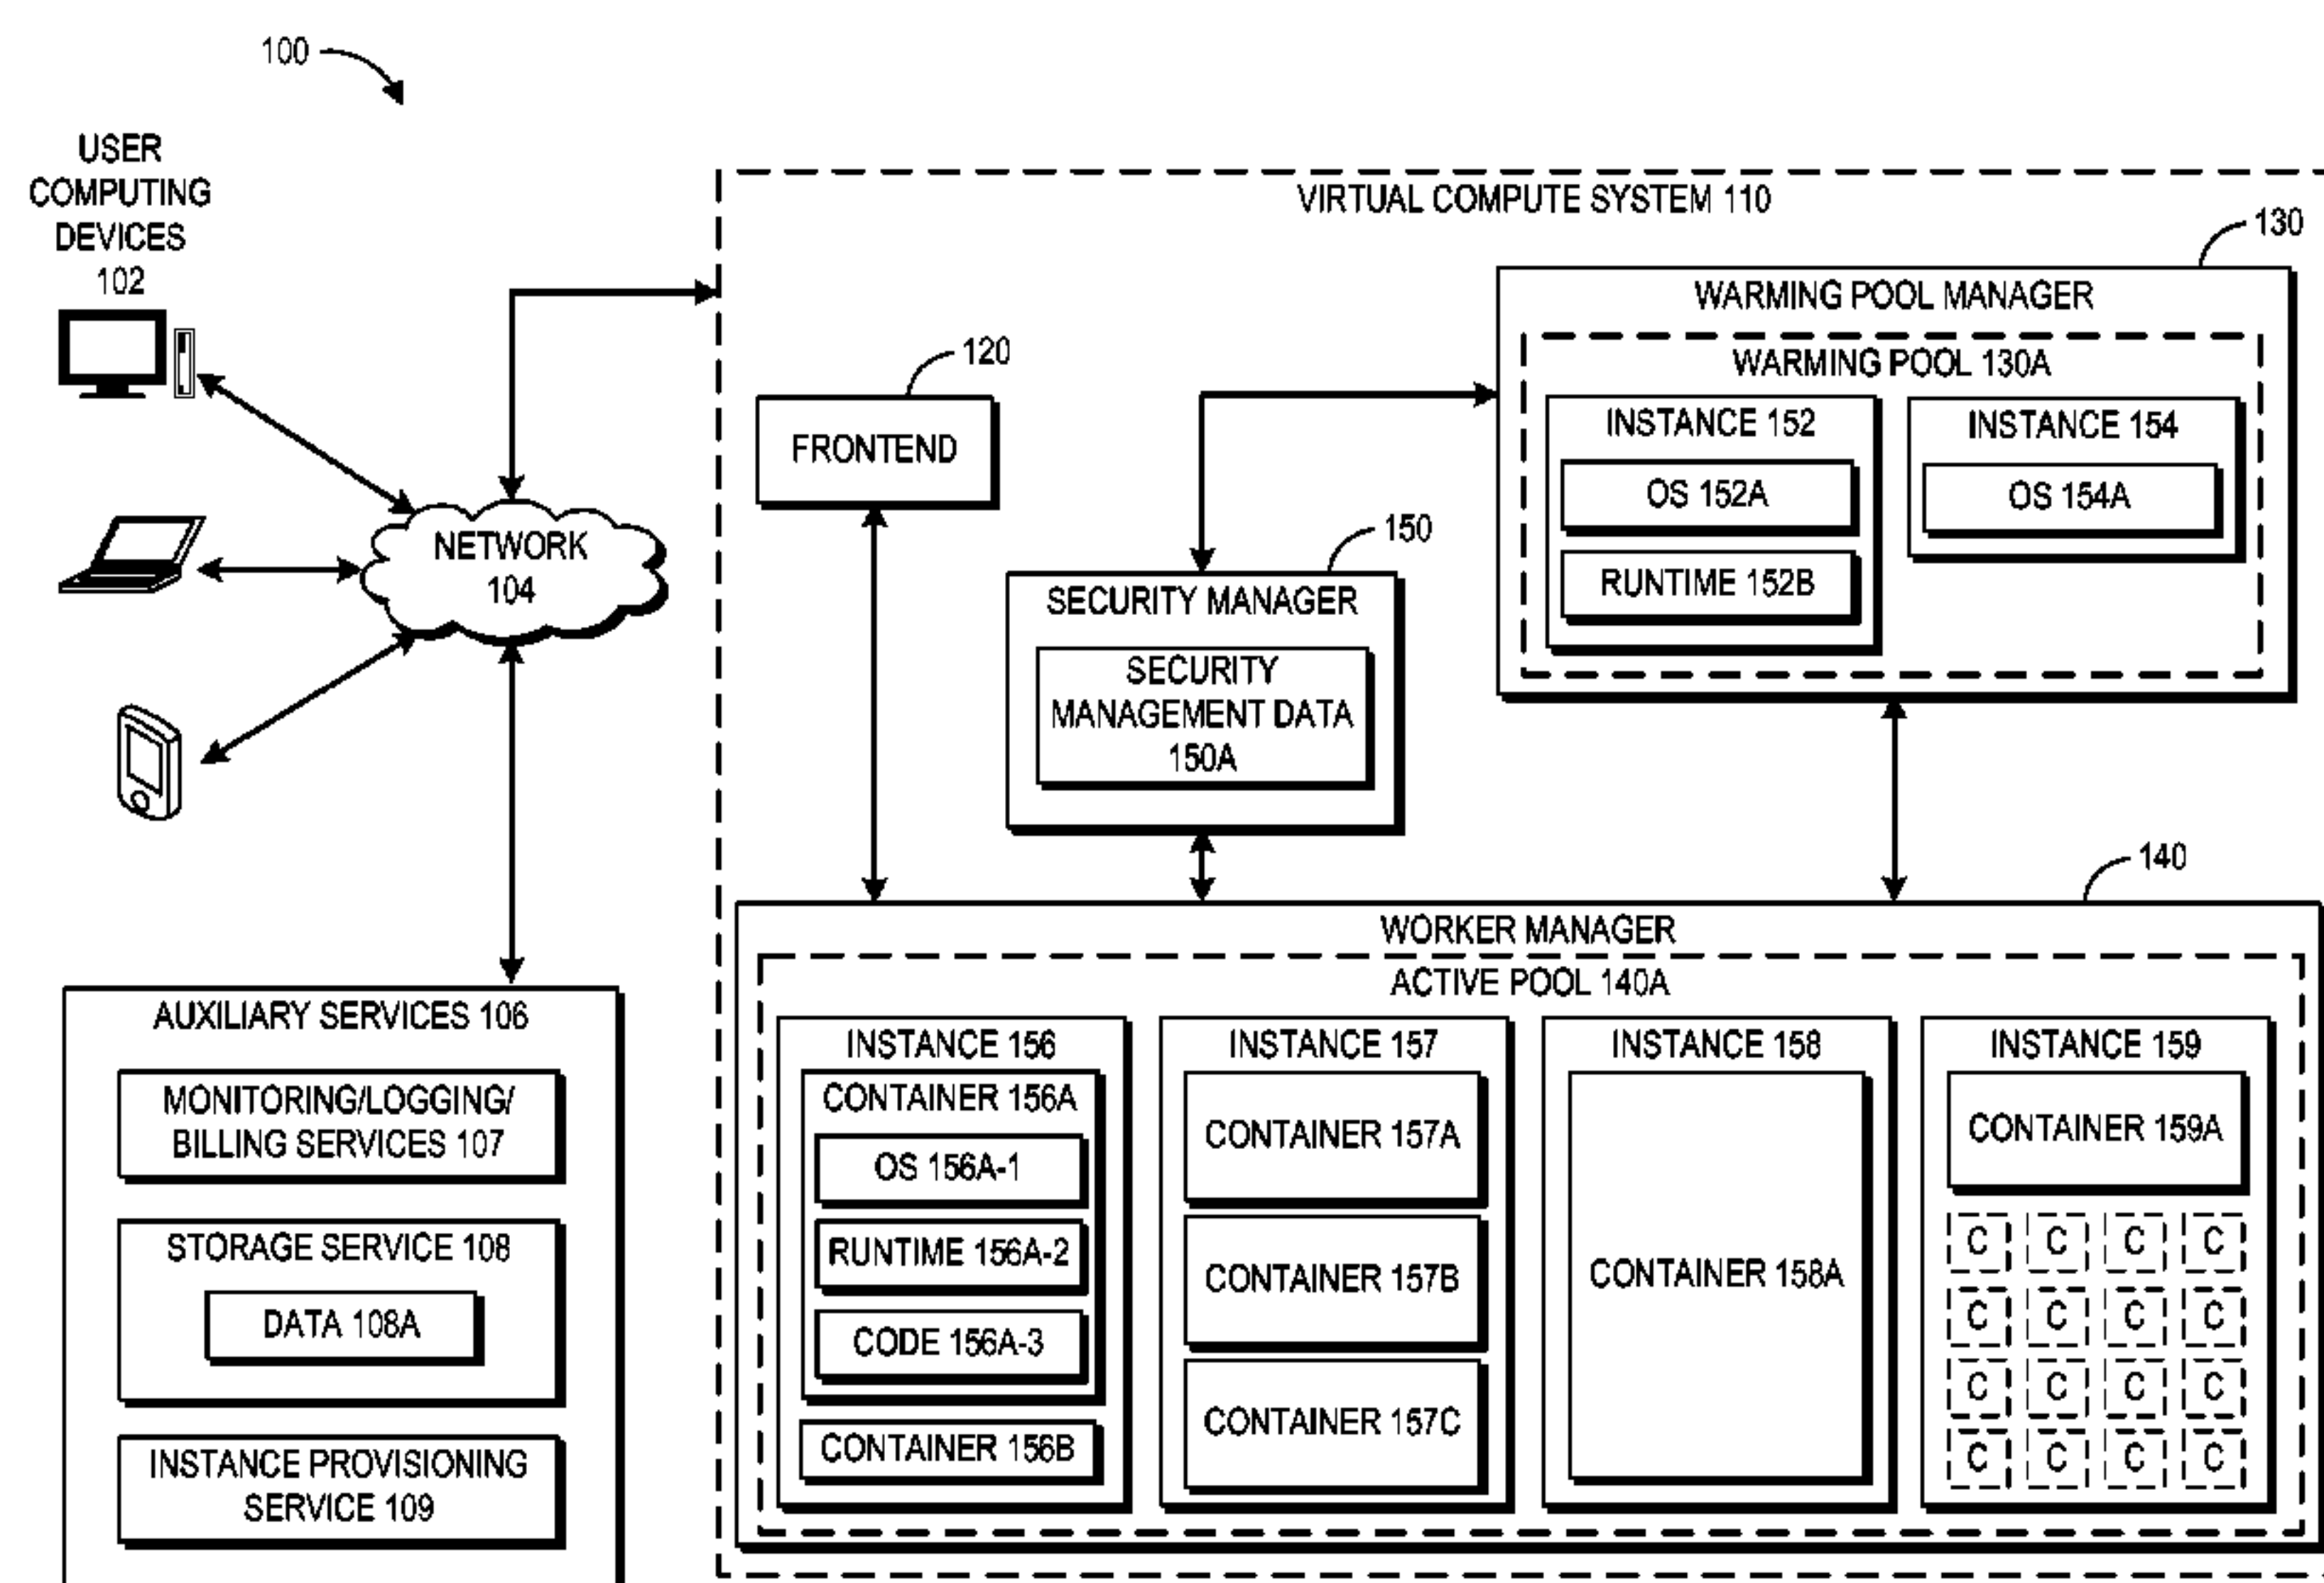 100
USER
COMPUTING
DEVICES
102
NETWORK
104
AUXILIARY SERVICES 106
MONITORING/LOGGING/
BILLING SERVICES 107
STORAGE SERVICE 108
DATA 108A
INSTANCE PROVISIONING
SERVICE 109
VIRTUAL COMPUTE SYSTEM 110
120
FRONTEND
150
SECURITY MANAGER
SECURITY
MANAGEMENT DATA
150A
130
WARMING POOL MANAGER
WARMING POOL 130A
INSTANCE 152
OS 152A
RUNTIME 152B
INSTANCE 154
OS 154A
140
WORKER MANAGER
ACTIVE POOL 140A
INSTANCE 156
CONTAINER 156A
OS 156A-1
RUNTIME 156A-2
CODE 156A-3
CONTAINER 156B
INSTANCE 157
CONTAINER 157A
CONTAINER 157B
CONTAINER 157C
INSTANCE 158
CONTAINER 158A
INSTANCE 159
CONTAINER 159A
C C C C
C C C C
C C C C
C C C C